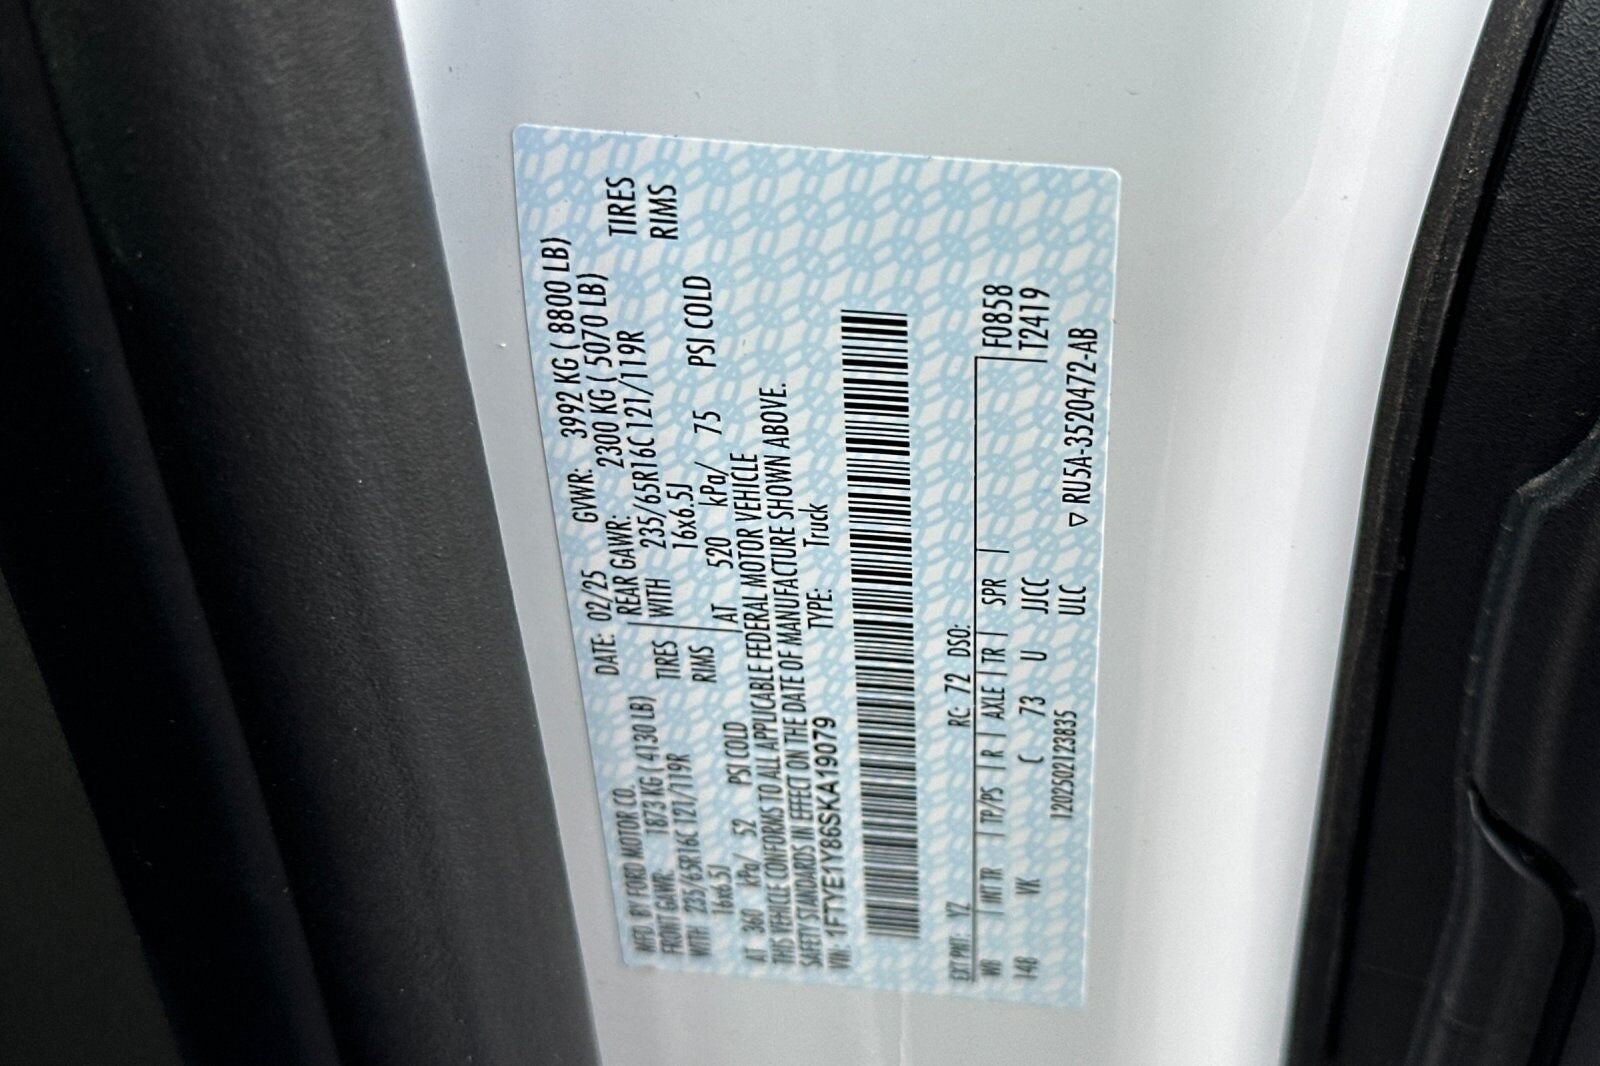 MFD. BY FORD MOTOR CO.
DATE: 02/25 GVWR: 3992 KG ( 8800 LB)
FRONT GAWR: 1873 KG ( 4130 LB) REAR GAWR: 2300 KG ( 5070 LB)
WITH 235/65R16C 121/119R TIRES WITH 235/65R16C 121/119R TIRES
16x6.5J RIMS 16x6.5J RIMS
AT 360 kPa/ 52 PSI COLD AT 520 kPa/ 75 PSI COLD
THIS VEHICLE CONFORMS TO ALL APPLICABLE FEDERAL MOTOR VEHICLE
SAFETY STANDARDS IN EFFECT ON THE DATE OF MANUFACTURE SHOWN ABOVE.
VIN: 1FTYE1Y86SKA19079 TYPE: Truck
EXT PNT: YZ RC: 72 DSO:
WB INT TR TP/PS R AXLE TR SPR F0858
148 VK C 73 U JJCC T2419
1202502123835 ULC ▽ RU5A-3520472-AB